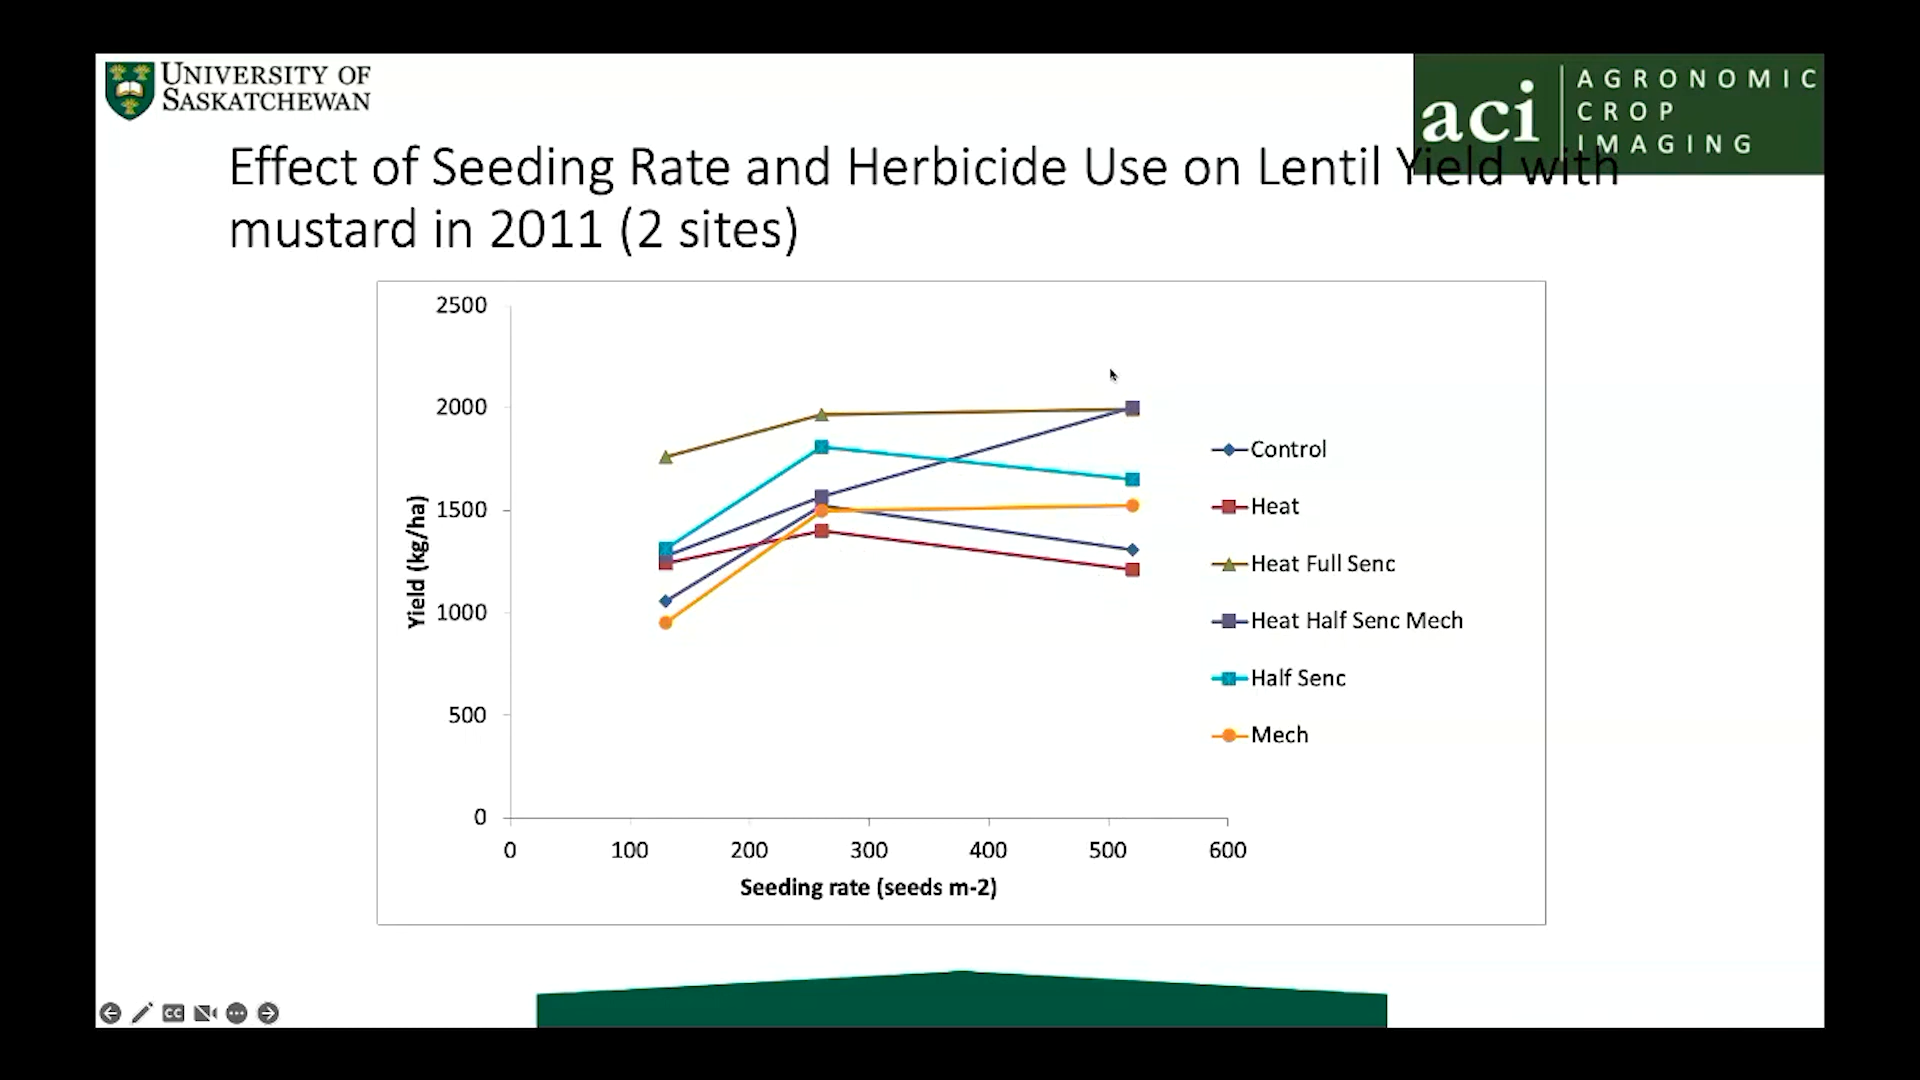 UNIVERSITY OF
SASKATCHEWAN
aci
AGRONOMIC
CROP
IMAGING
Effect of Seeding Rate and Herbicide Use on Lentil Yield with
mustard in 2011 (2 sites)
2500
2000
1500
1000
500
0
Yield (kg/ha)
0 100 200 300 400 500 600
Seeding rate (seeds m-2)
Control
Heat
Heat Full Senc
Heat Half Senc Mech
Half Senc
Mech
CC